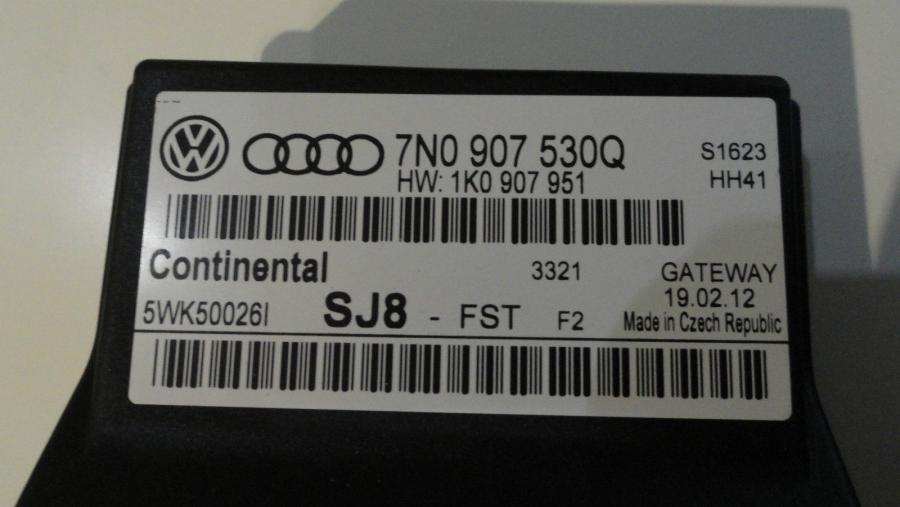 7N0 907 530Q
HW: 1K0 907 951
S1623
HH41
Continental
3321
GATEWAY
19.02.12
5WK50026I
SJ8 - FST F2
Made in Czech Republic